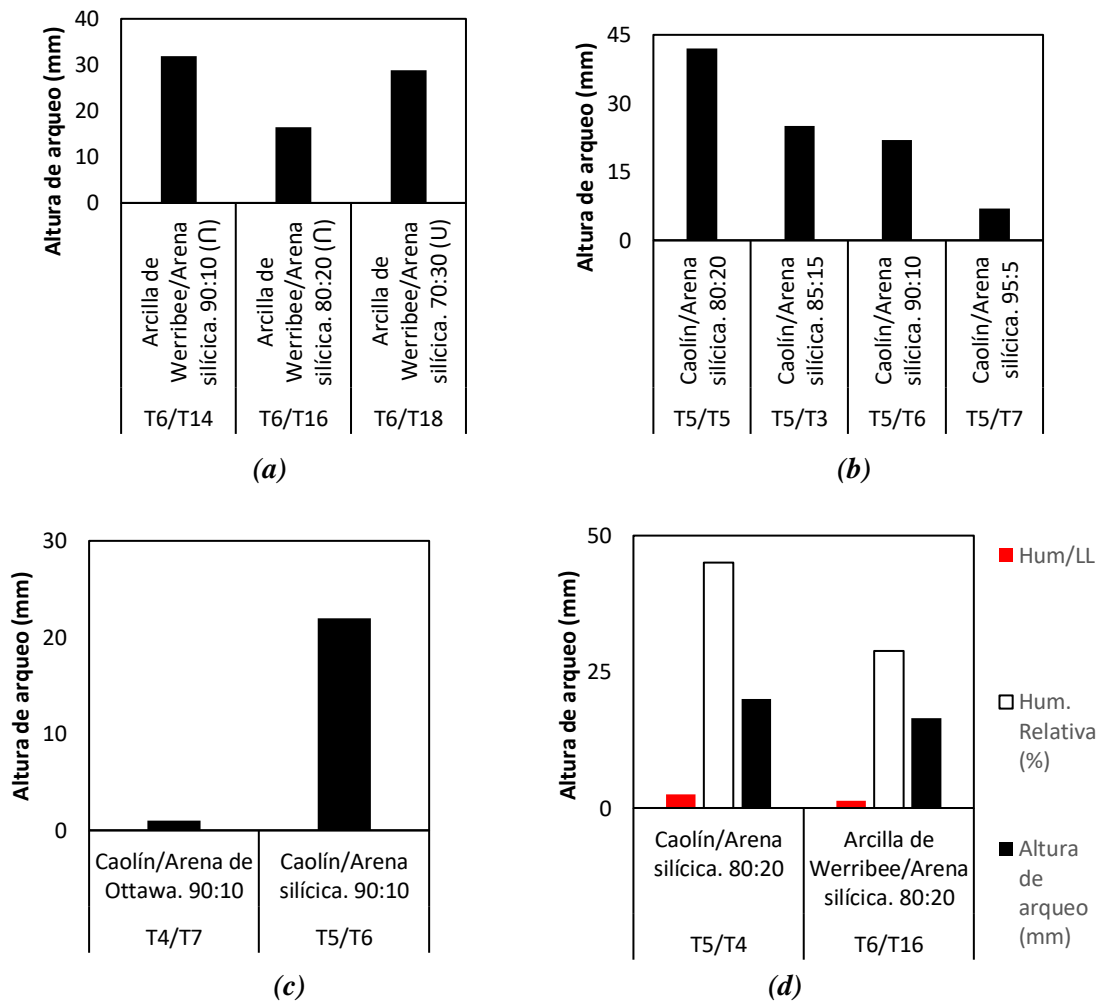 Altura de arqueo (mm)
40
30
20
10
0
Arcilla de
Werribee/Arena
silícica. 90:10 (∩)
Arcilla de
Werribee/Arena
silícica. 80:20 (∩)
Arcilla de
Werribee/Arena
silícica. 70:30 (U)
T6/T14
T6/T16
T6/T18
(a)
Altura de arqueo (mm)
45
30
15
0
Caolín/Arena
silícica. 80:20
Caolín/Arena
silícica. 85:15
Caolín/Arena
silícica. 90:10
Caolín/Arena
silícica. 95:5
T5/T5
T5/T3
T5/T6
T5/T7
(b)
Altura de arqueo (mm)
30
20
10
0
Caolín/Arena de
Ottawa. 90:10
Caolín/Arena
silícica. 90:10
T4/T7
T5/T6
(c)
Altura de arqueo (mm)
50
25
0
Caolín/Arena
silícica. 80:20
Arcilla de
Werribee/Arena
silícica. 80:20
T5/T4
T6/T16
Hum/LL
Hum.
Relativa
(%)
Altura
de
arqueo
(mm)
(d)